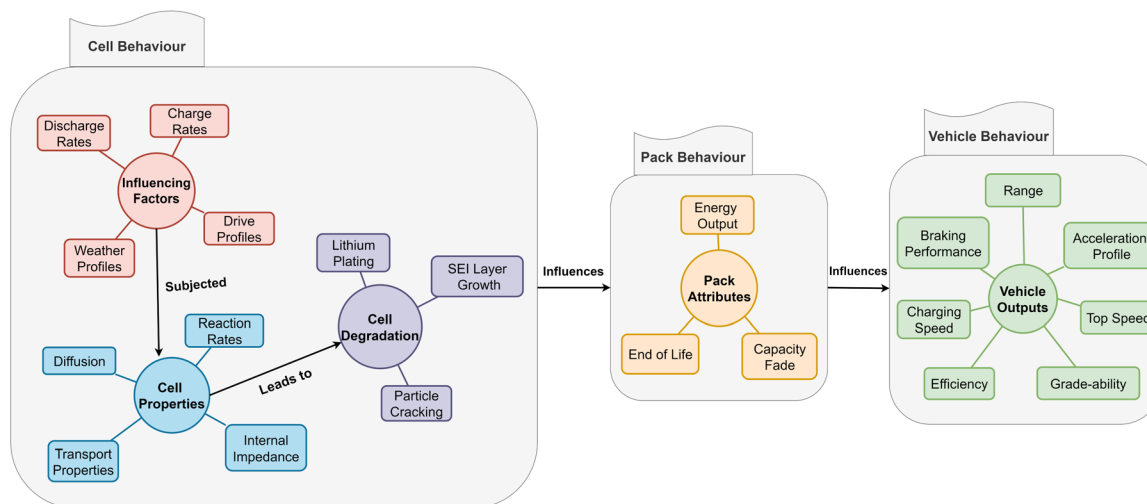 Cell Behaviour
Discharge
Rates
Charge
Rates
Influencing
Factors
Weather
Profiles
Drive
Profiles
Subjected
Diffusion
Reaction
Rates
Cell
Properties
Transport
Properties
Internal
Impedance
Leads to
Lithium
Plating
SEI Layer
Growth
Cell
Degradation
Particle
Cracking
Influences
Pack Behaviour
Energy
Output
Pack
Attributes
End of Life
Capacity
Fade
Influences
Vehicle Behaviour
Range
Braking
Performance
Acceleration
Profile
Vehicle
Outputs
Charging
Speed
Top Speed
Efficiency
Grade-ability